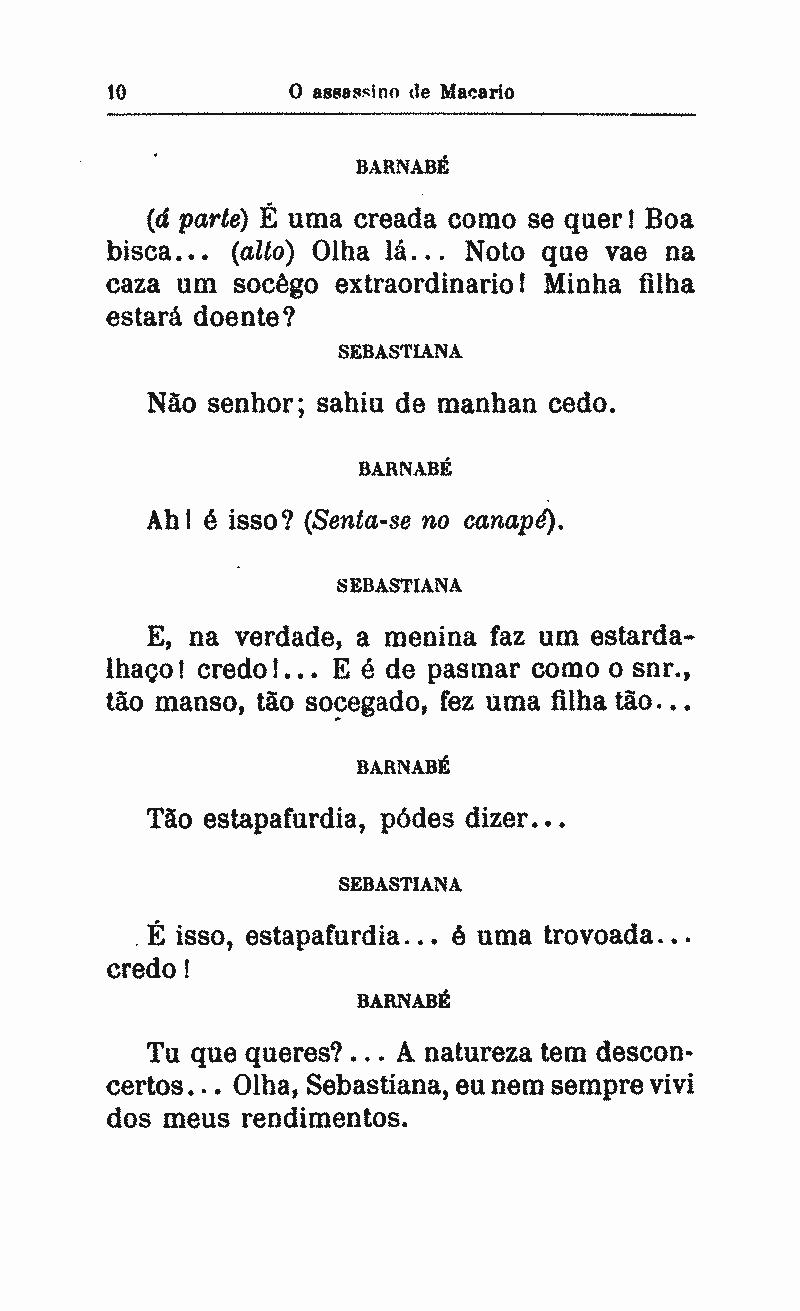 10 O assassino de Macario
BARNABÉ
(á parte) É uma creada como se quer! Boa
bisca... (alto) Olha lá... Noto que vae na
caza um socêgo extraordinario! Minha filha
estará doente?
SEBASTIANA
Não senhor; sahiu de manhan cedo.
BARNABÉ
Ah! é isso? (Senta-se no canapé).
SEBASTIANA
E, na verdade, a menina faz um estarda-
lhaço! credo!... E é de pasmar como o snr.,
tão manso, tão socegado, fez uma filha tão...
BARNABÉ
Tão estapafurdia, pódes dizer...
SEBASTIANA
É isso, estapafurdia... é uma trovoada...
credo!
BARNABÉ
Tu que queres?... A natureza tem descon-
certos... Olha, Sebastiana, eu nem sempre vivi
dos meus rendimentos.